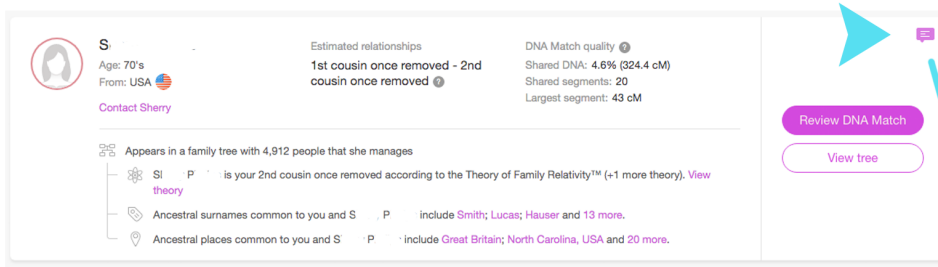 S
Age: 70's
From: USA
Contact Sherry
Estimated relationships
1st cousin once removed - 2nd
cousin once removed ?
DNA Match quality ?
Shared DNA: 4.6% (324.4 cM)
Shared segments: 20
Largest segment: 43 cM
Review DNA Match
View tree
Appears in a family tree with 4,912 people that she manages
S P is your 2nd cousin once removed according to the Theory of Family Relativity™ (+1 more theory). View
theory
Ancestral surnames common to you and S P include Smith; Lucas; Hauser and 13 more.
Ancestral places common to you and S P include Great Britain; North Carolina, USA and 20 more.